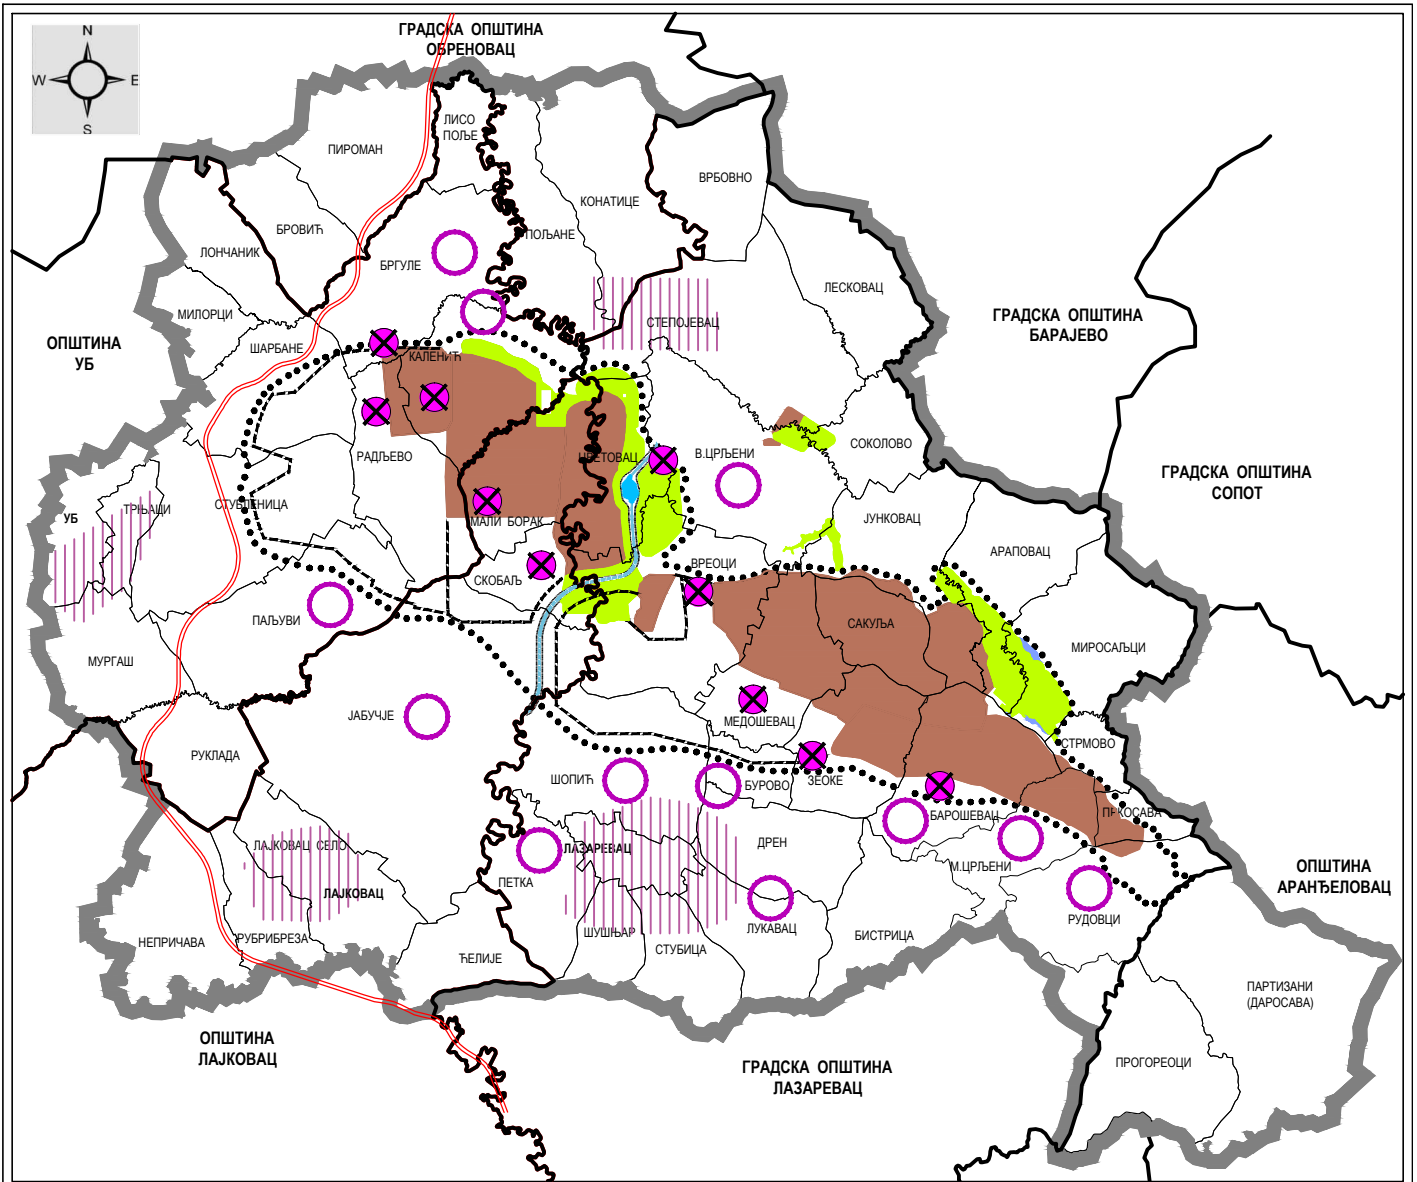 ГРАДСКА ОПШТИНА
ОБРЕНОВАЦ
N
W
E
S
ЛИСО
ПОЉЕ
ПИРОМАН
ВРБОВНО
КОНАТИЦЕ
БРОВИЋ
ПОЉАНЕ
ЛОНЧАНИК
БРГУЛЕ
ЛЕСКОВАЦ
МИЛОРЦИ
ГРАДСКА ОПШТИНА
БАРАЈЕВО
СТЕПОЈЕВАЦ
ОПШТИНА
УБ
ШАРБАНЕ
КАЛЕНИЋ
СОКОЛОВО
РАДЉЕВО
ЦВЕТОВАЦ
В.ЦРЉЕНИ
ГРАДСКА ОПШТИНА
СОПОТ
СТУБЛЕНИЦА
ТРЊАЦИ
УБ
МАЛИ БОРАК
ЈУНКОВАЦ
АРАПОВАЦ
ВРЕОЦИ
СКОБАЉ
ПАЉУВИ
САКУЉА
МИРОСАЉЦИ
МУРГАШ
ЈАБУЧЈЕ
МЕДОШЕВАЦ
СТРМОВО
РУКЛАДА
ШОПИЋ
БУРОВО
ЗЕОКЕ
БАРОШЕВАЦ
ПРКОСАВА
ЛАЈКОВАЦ СЕЛО
ЛАЗАРЕВАЦ
ДРЕН
М.ЦРЉЕНИ
ОПШТИНА
АРАНЂЕЛОВАЦ
ПЕТКА
ЛАЈКОВАЦ
РУДОВЦИ
НЕПРИЧАВА
РУБРИБРЕЗА
ШУШЊАР
ЛУКАВАЦ
БИСТРИЦА
СТУБИЦА
ЋЕЛИЈЕ
ПАРТИЗАНИ
(ДАРОСАВА)
ОПШТИНА
ЛАЈКОВАЦ
ГРАДСКА ОПШТИНА
ЛАЗАРЕВАЦ
ПРОГОРЕОЦИ